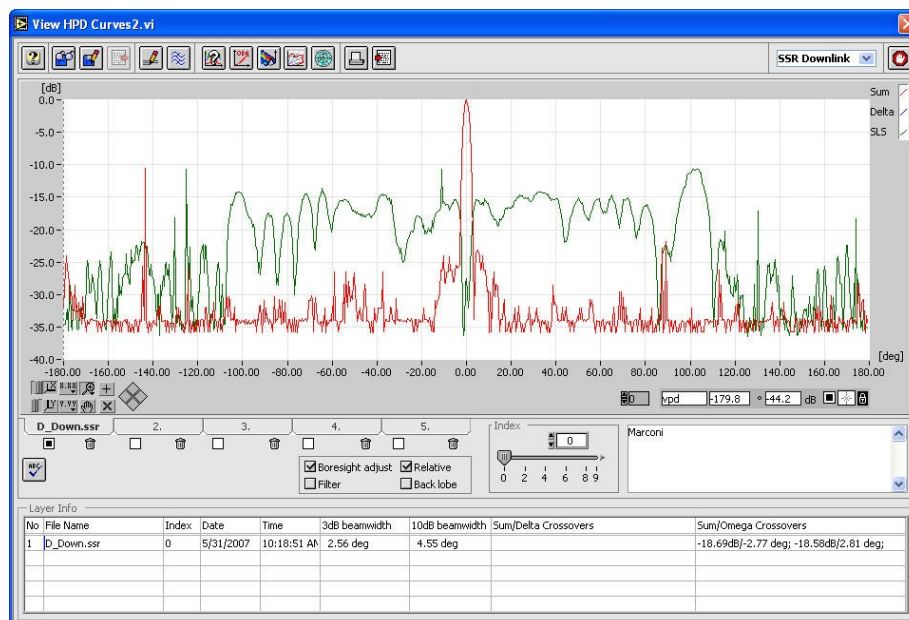 View HPD Curves2.vi
SSR Downlink
[dB]
Sum
Delta
SLS
0.0
-5.0
-10.0
-15.0
-20.0
-25.0
-30.0
-35.0
-40.0
-180.00 -160.00 -140.00 -120.00 -100.00 -80.00 -60.00 -40.00 -20.00 0.00 20.00 40.00 60.00 80.00 100.00 120.00 140.00 160.00 180.00
[deg]
0 vpd -179.8 ° -44.2 dB
D_Down.ssr 2. 3. 4. 5.
Boresight adjust Relative
Filter Back lobe
Index
0
0 2 4 6 8 9
Marconi
Layer Info
No File Name Index Date Time 3dB beamwidth 10dB beamwidth Sum/Delta Crossovers Sum/Omega Crossovers
1 D_Down.ssr 0 5/31/2007 10:18:51 AM 2.56 deg 4.55 deg -18.69dB/-2.77 deg; -18.58dB/2.81 deg;